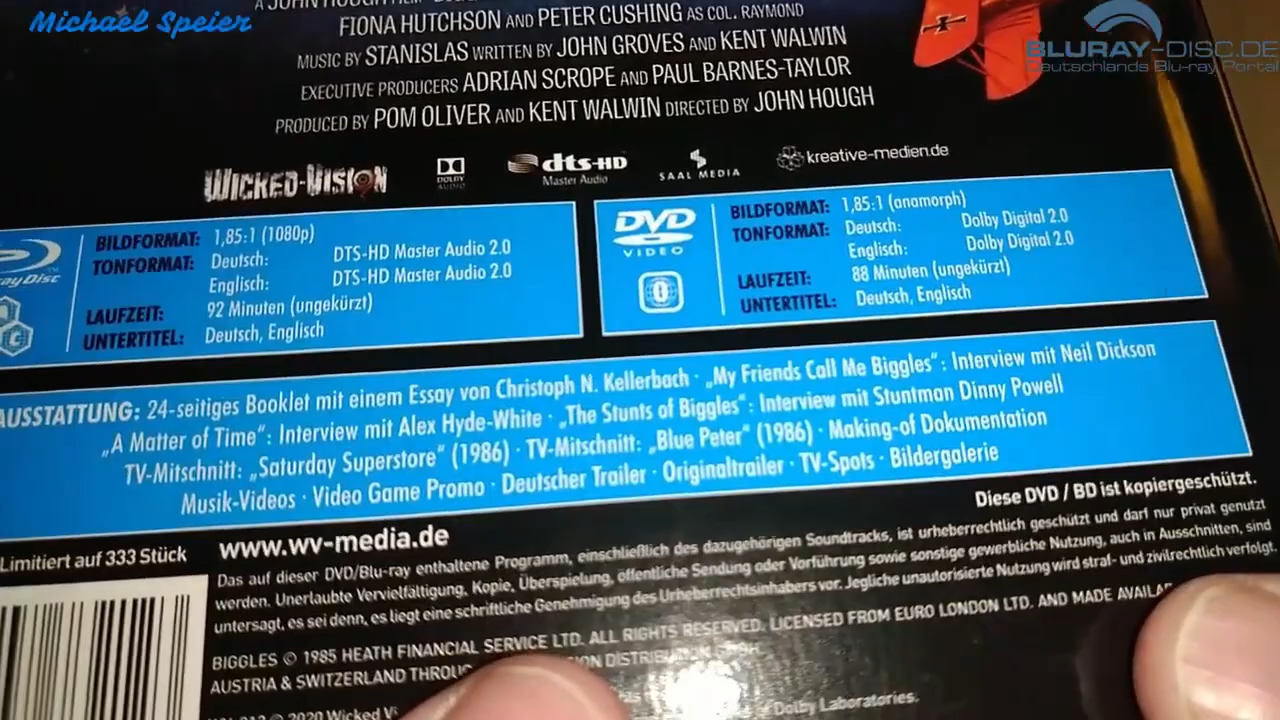 Michael Speier
BLURAY-DISC.DE
Deutschlands Blu-ray Portal
A JOHN HOUGH
FIONA HUTCHSON AND PETER CUSHING AS COL. RAYMOND
MUSIC BY STANISLAS WRITTEN BY JOHN GROVES AND KENT WALWIN
EXECUTIVE PRODUCERS ADRIAN SCROPE AND PAUL BARNES-TAYLOR
PRODUCED BY POM OLIVER AND KENT WALWIN DIRECTED BY JOHN HOUGH
WICKED-VISION DOLBY AUDIO dts-HD Master Audio SAAL MEDIA kreative-medien.de
BILDFORMAT: 1,85:1 (1080p)
TONFORMAT: Deutsch: DTS-HD Master Audio 2.0
Englisch: DTS-HD Master Audio 2.0
LAUFZEIT: 92 Minuten (ungekürzt)
UNTERTITEL: Deutsch, Englisch
C
DVD VIDEO
0
BILDFORMAT: 1,85:1 (anamorph)
TONFORMAT: Deutsch: Dolby Digital 2.0
Englisch: Dolby Digital 2.0
LAUFZEIT: 88 Minuten (ungekürzt)
UNTERTITEL: Deutsch, Englisch
AUSSTATTUNG: 24-seitiges Booklet mit einem Essay von Christoph N. Kellerbach · „My Friends Call Me Biggles“: Interview mit Neil Dickson
„A Matter of Time“: Interview mit Alex Hyde-White · „The Stunts of Biggles“: Interview mit Stuntman Dinny Powell
TV-Mitschnitt: „Saturday Superstore“ (1986) · TV-Mitschnitt: „Blue Peter“ (1986) · Making-of Dokumentation
Musik-Videos · Video Game Promo · Deutscher Trailer · Originaltrailer · TV-Spots · Bildergalerie
Limitiert auf 333 Stück
www.wv-media.de
Diese DVD / BD ist kopiergeschützt.
Das auf dieser DVD/Blu-ray enthaltene Programm, einschließlich des dazugehörigen Soundtracks, ist urheberrechtlich geschützt und darf nur privat genutzt
werden. Unerlaubte Vervielfältigung, Kopie, Überspielung, öffentliche Sendung oder Vorführung sowie sonstige gewerbliche Nutzung, auch in Ausschnitten, sind
untersagt, es sei denn, es liegt eine schriftliche Genehmigung des Urheberrechtsinhabers vor. Jegliche unautorisierte Nutzung wird straf- und zivilrechtlich verfolgt.
BIGGLES © 1985 HEATH FINANCIAL SERVICE LTD. ALL RIGHTS RESERVED. LICENSED FROM EURO LONDON LTD. AND MADE
AUSTRIA & SWITZERLAND
© 2020 Wicked
Dolby Laboratories.